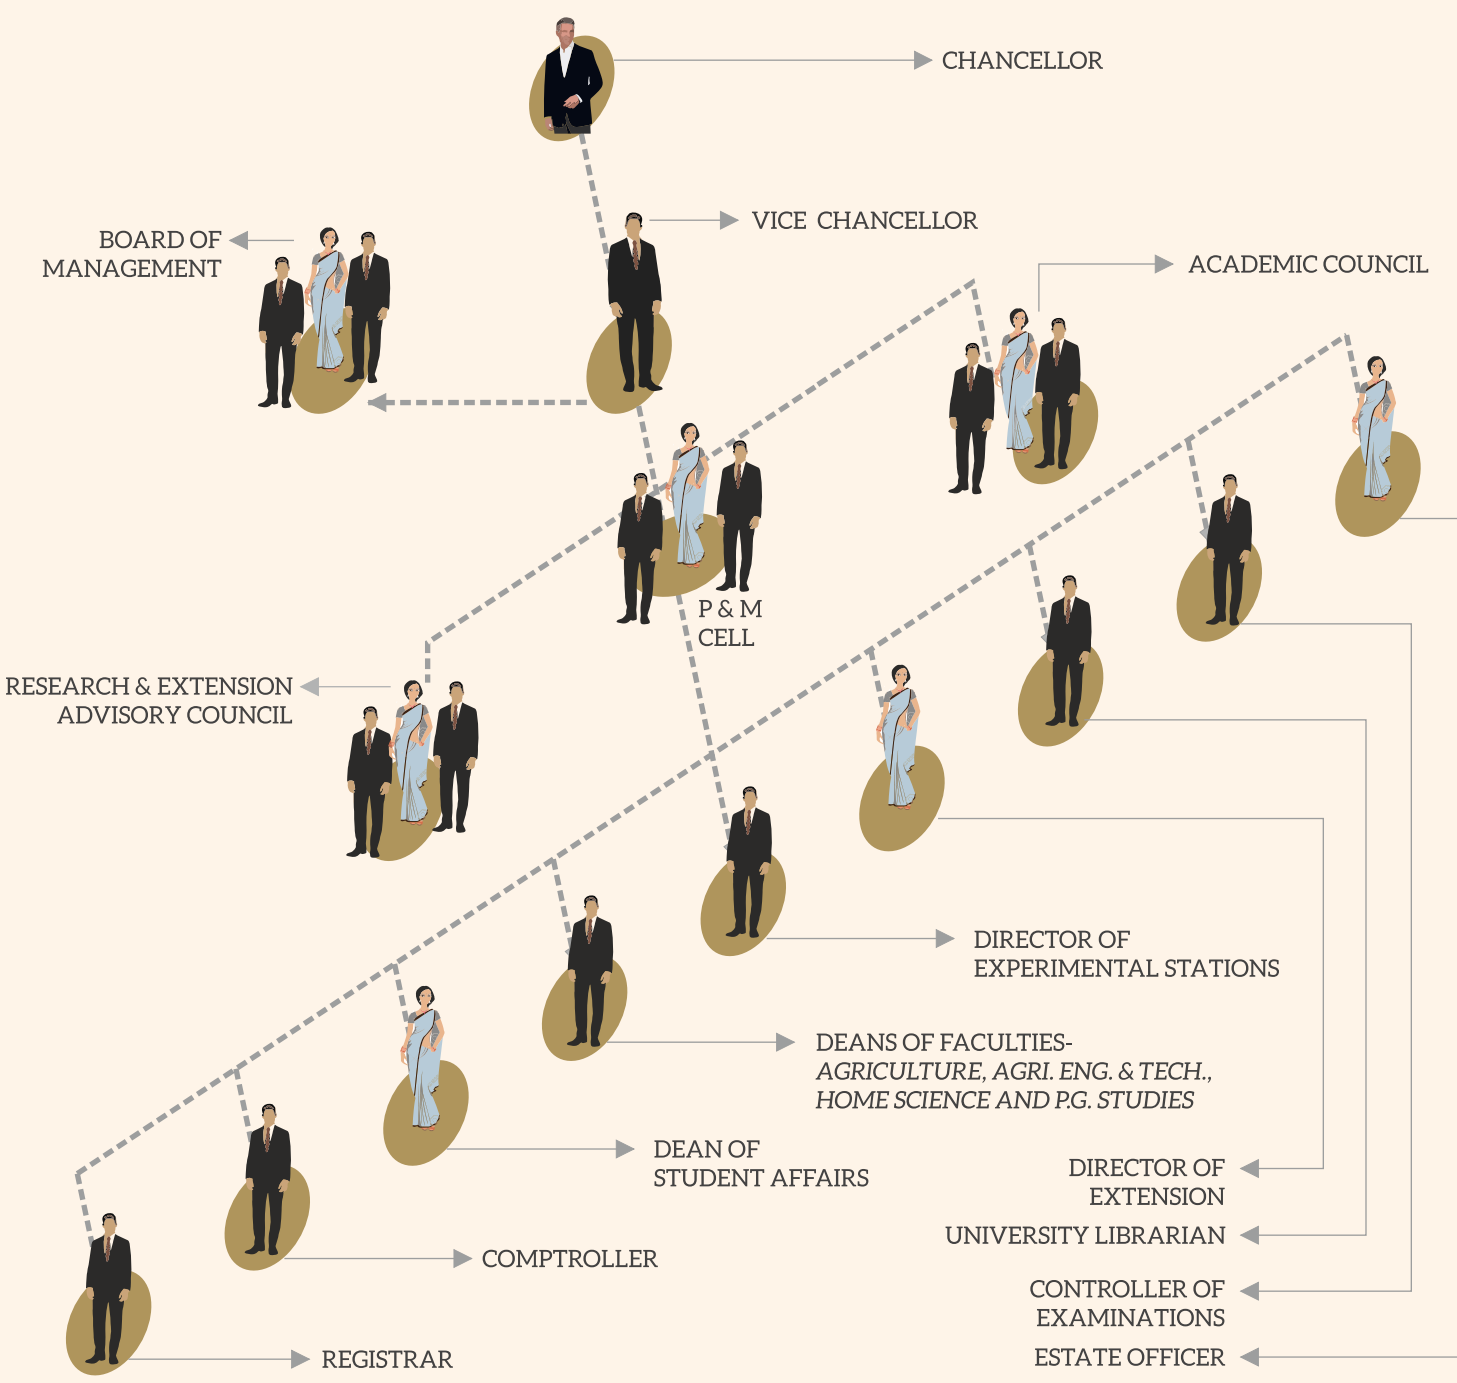 CHANCELLOR
VICE CHANCELLOR
BOARD OF
MANAGEMENT
ACADEMIC COUNCIL
P & M
CELL
RESEARCH & EXTENSION
ADVISORY COUNCIL
DIRECTOR OF
EXPERIMENTAL STATIONS
DEANS OF FACULTIES-
AGRICULTURE, AGRI. ENG. & TECH.,
HOME SCIENCE AND P.G. STUDIES
DEAN OF
STUDENT AFFAIRS
DIRECTOR OF
EXTENSION
UNIVERSITY LIBRARIAN
COMPTROLLER
CONTROLLER OF
EXAMINATIONS
ESTATE OFFICER
REGISTRAR